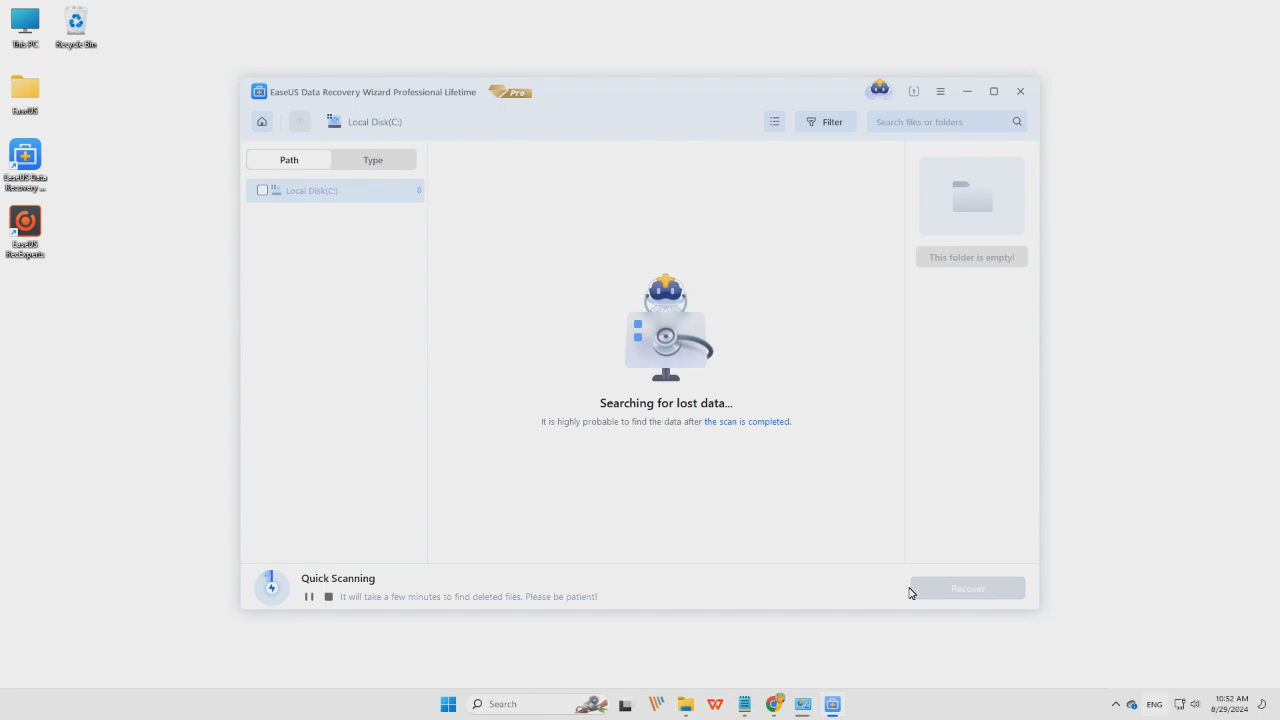 This PC
Recycle Bin
EaseUS
EaseUS Data
Recovery ...
EaseUS
RecExperts
EaseUS Data Recovery Wizard Professional Lifetime
Pro
Local Disk(C:)
Filter
Search files or folders
Path
Type
Local Disk(C:)
0
This folder is empty!
Searching for lost data...
It is highly probable to find the data after the scan is completed.
Quick Scanning
It will take a few minutes to find deleted files. Please be patient!
Recover
Search
ENG
10:52 AM
8/29/2024